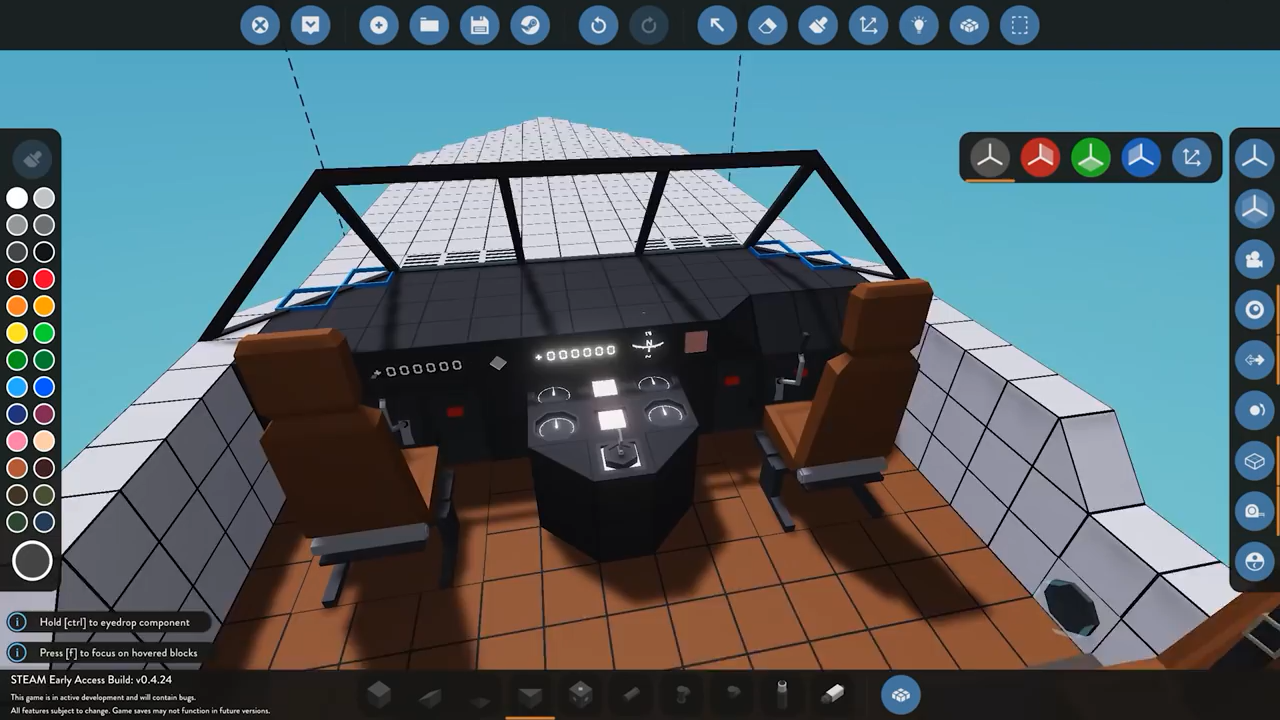 +000000
+000000
N
Hold [ctrl] to eyedrop component
Press [f] to focus on hovered blocks
STEAM Early Access Build: v0.4.24
This game is in active development and will contain bugs.
All features subject to change. Game saves may not function in future versions.